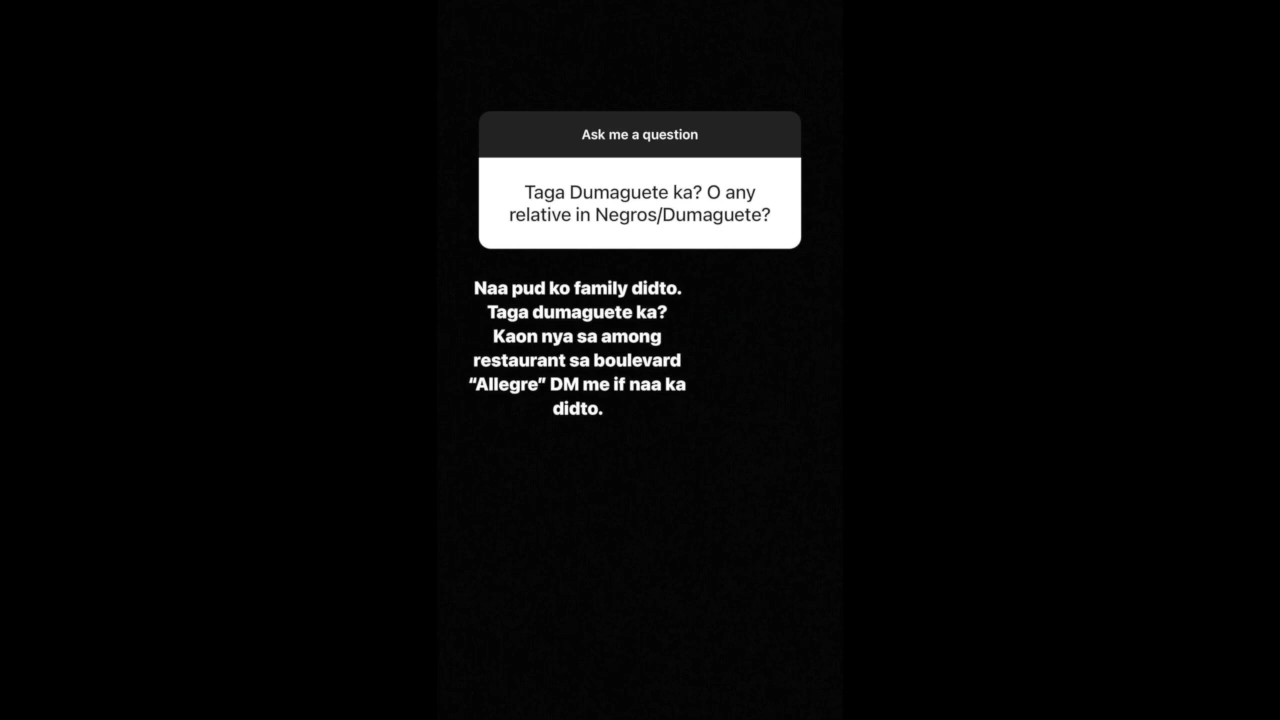 Ask me a question
Taga Dumaguete ka? O any
relative in Negros/Dumaguete?
Naa pud ko family didto.
Taga dumaguete ka?
Kaon nya sa among
restaurant sa boulevard
“Allegre” DM me if naa ka
didto.